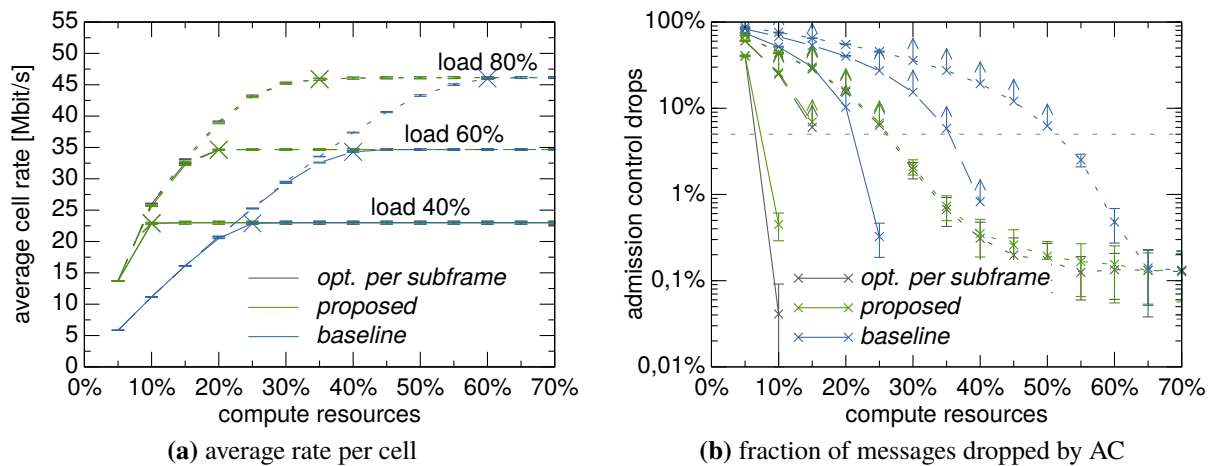 average cell rate [Mbit/s]
55
50
45
40
35
30
25
20
15
10
5
0
load 80%
load 60%
load 40%
opt. per subframe
proposed
baseline
0% 10% 20% 30% 40% 50% 60% 70%
compute resources
(a) average rate per cell
admission control drops
100%
10%
1%
0,1%
0,01%
opt. per subframe
proposed
baseline
0% 10% 20% 30% 40% 50% 60% 70%
compute resources
(b) fraction of messages dropped by AC